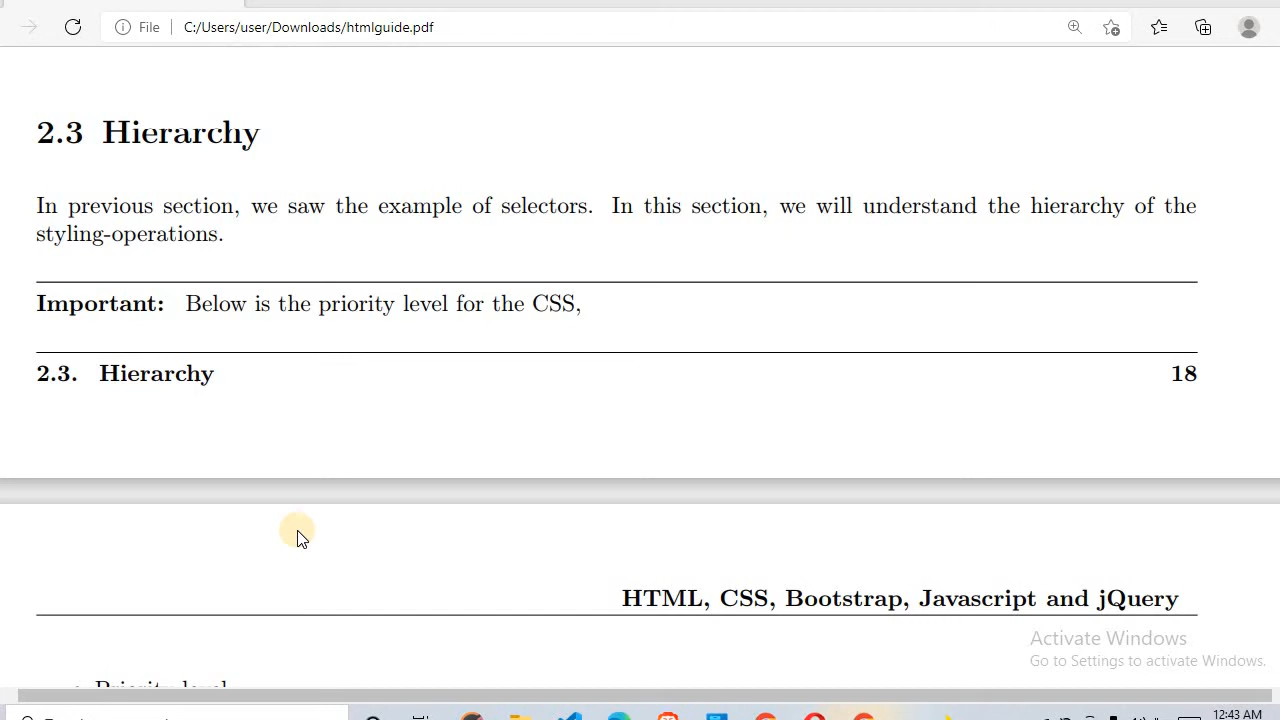 File C:/Users/user/Downloads/htmlguide.pdf
2.3 Hierarchy
In previous section, we saw the example of selectors. In this section, we will understand the hierarchy of the
styling-operations.
Important: Below is the priority level for the CSS,
2.3. Hierarchy 18
HTML, CSS, Bootstrap, Javascript and jQuery
Activate Windows
Go to Settings to activate Windows.
• Priority level
12:43 AM